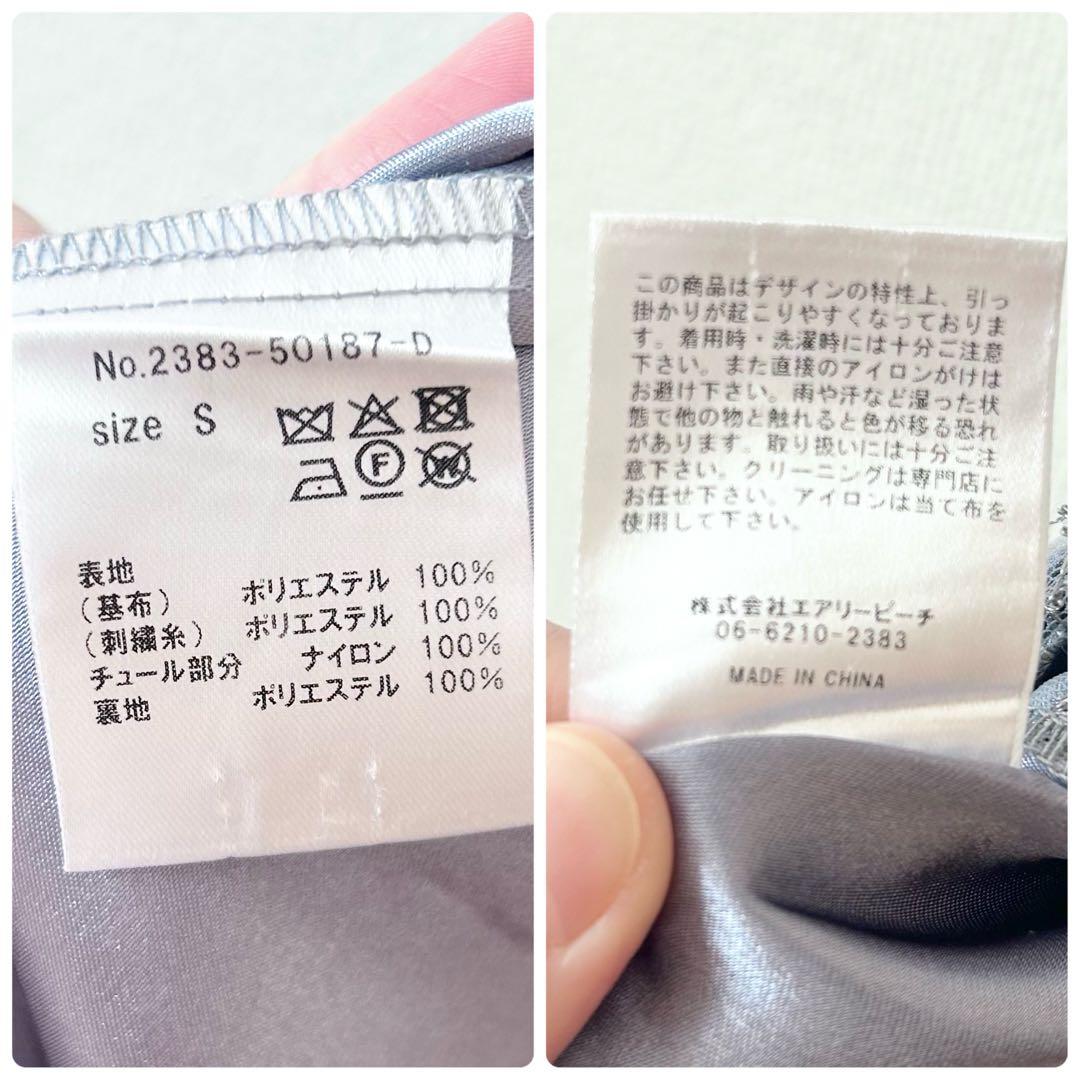 No.2383-50187-D
size S
F
W
表地
(基布) ポリエステル 100%
(刺繍糸) ポリエステル 100%
チュール部分 ナイロン 100%
裏地 ポリエステル 100%
この商品はデザインの特性上、引っ
掛かりが起こりやすくなっておりま
す。着用時・洗濯時には十分ご注意
下さい。また直接のアイロンがけは
お避け下さい。雨や汗など湿った状
態で他の物と触れると色が移る恐れ
があります。取り扱いには十分ご注
意下さい。クリーニングは専門店に
お任せ下さい。アイロンは当て布を
使用して下さい。
株式会社エアリーピーチ
06-6210-2383
MADE IN CHINA